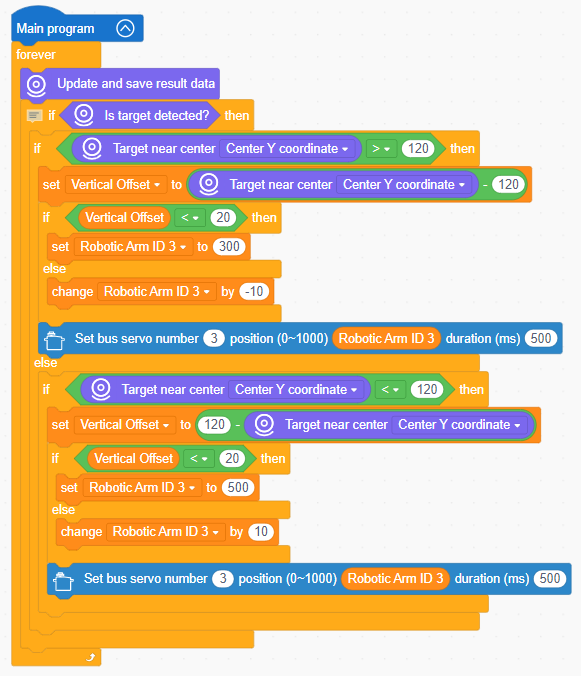 Main program
forever
Update and save result data
if Is target detected? then
if Target near center Center Y coordinate > 120 then
set Vertical Offset to Target near center Center Y coordinate - 120
if Vertical Offset < 20 then
set Robotic Arm ID 3 to 300
else
change Robotic Arm ID 3 by -10
Set bus servo number 3 position (0~1000) Robotic Arm ID 3 duration (ms) 500
else
if Target near center Center Y coordinate < 120 then
set Vertical Offset to 120 - Target near center Center Y coordinate
if Vertical Offset < 20 then
set Robotic Arm ID 3 to 500
else
change Robotic Arm ID 3 by 10
Set bus servo number 3 position (0~1000) Robotic Arm ID 3 duration (ms) 500